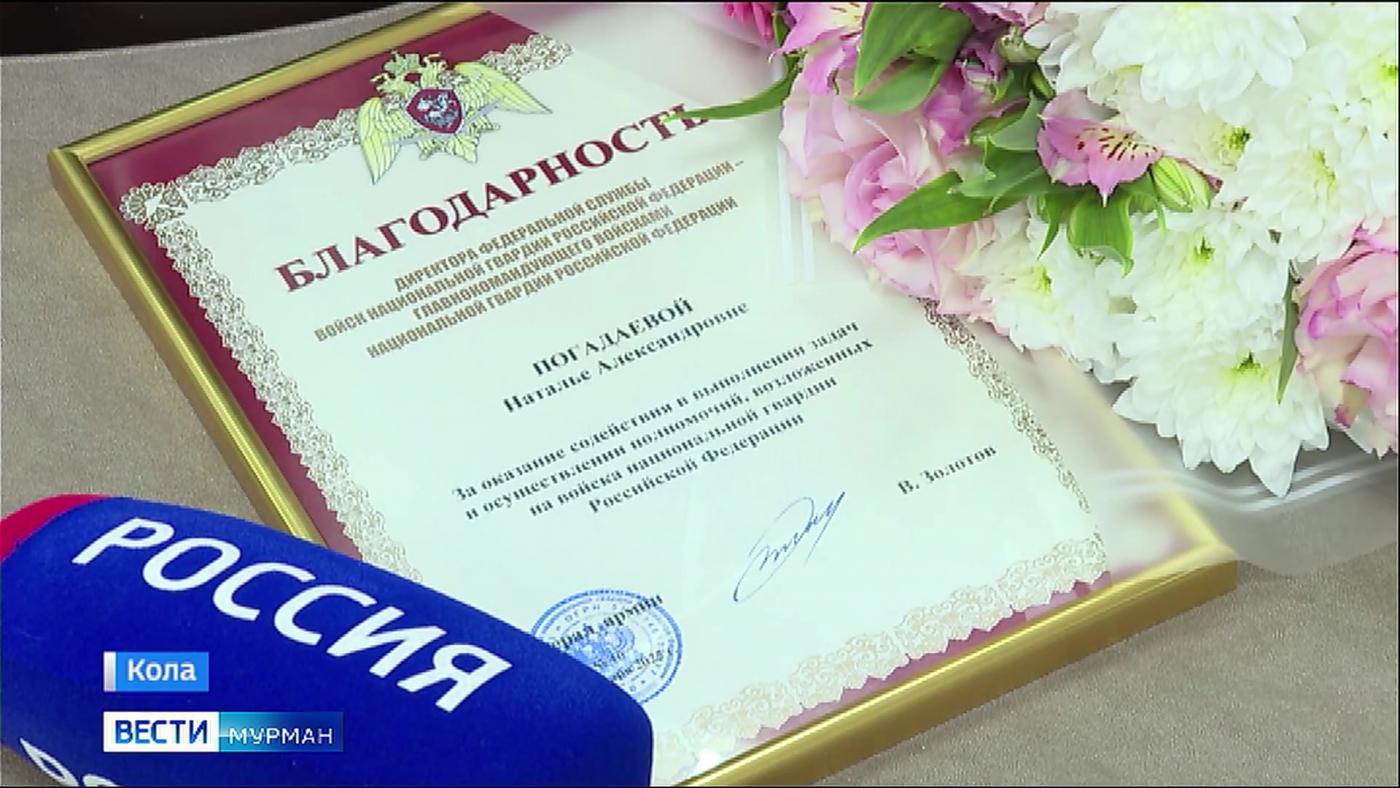 БЛАГОДАРНОСТЬ
ДИРЕКТОРА ФЕДЕРАЛЬНОЙ СЛУЖБЫ
ВОЙСК НАЦИОНАЛЬНОЙ ГВАРДИИ РОССИЙСКОЙ ФЕДЕРАЦИИ –
ГЛАВНОКОМАНДУЮЩЕГО ВОЙСКАМИ
НАЦИОНАЛЬНОЙ ГВАРДИИ РОССИЙСКОЙ ФЕДЕРАЦИИ
ПОГАДАЕВОЙ
Наталье Александровне
За оказание содействия в выполнении задач
и осуществлении полномочий, возложенных
на войска национальной гвардии
Российской Федерации
В. Золотов
армии
РОССИЯ
Кола
ВЕСТИ МУРМАН